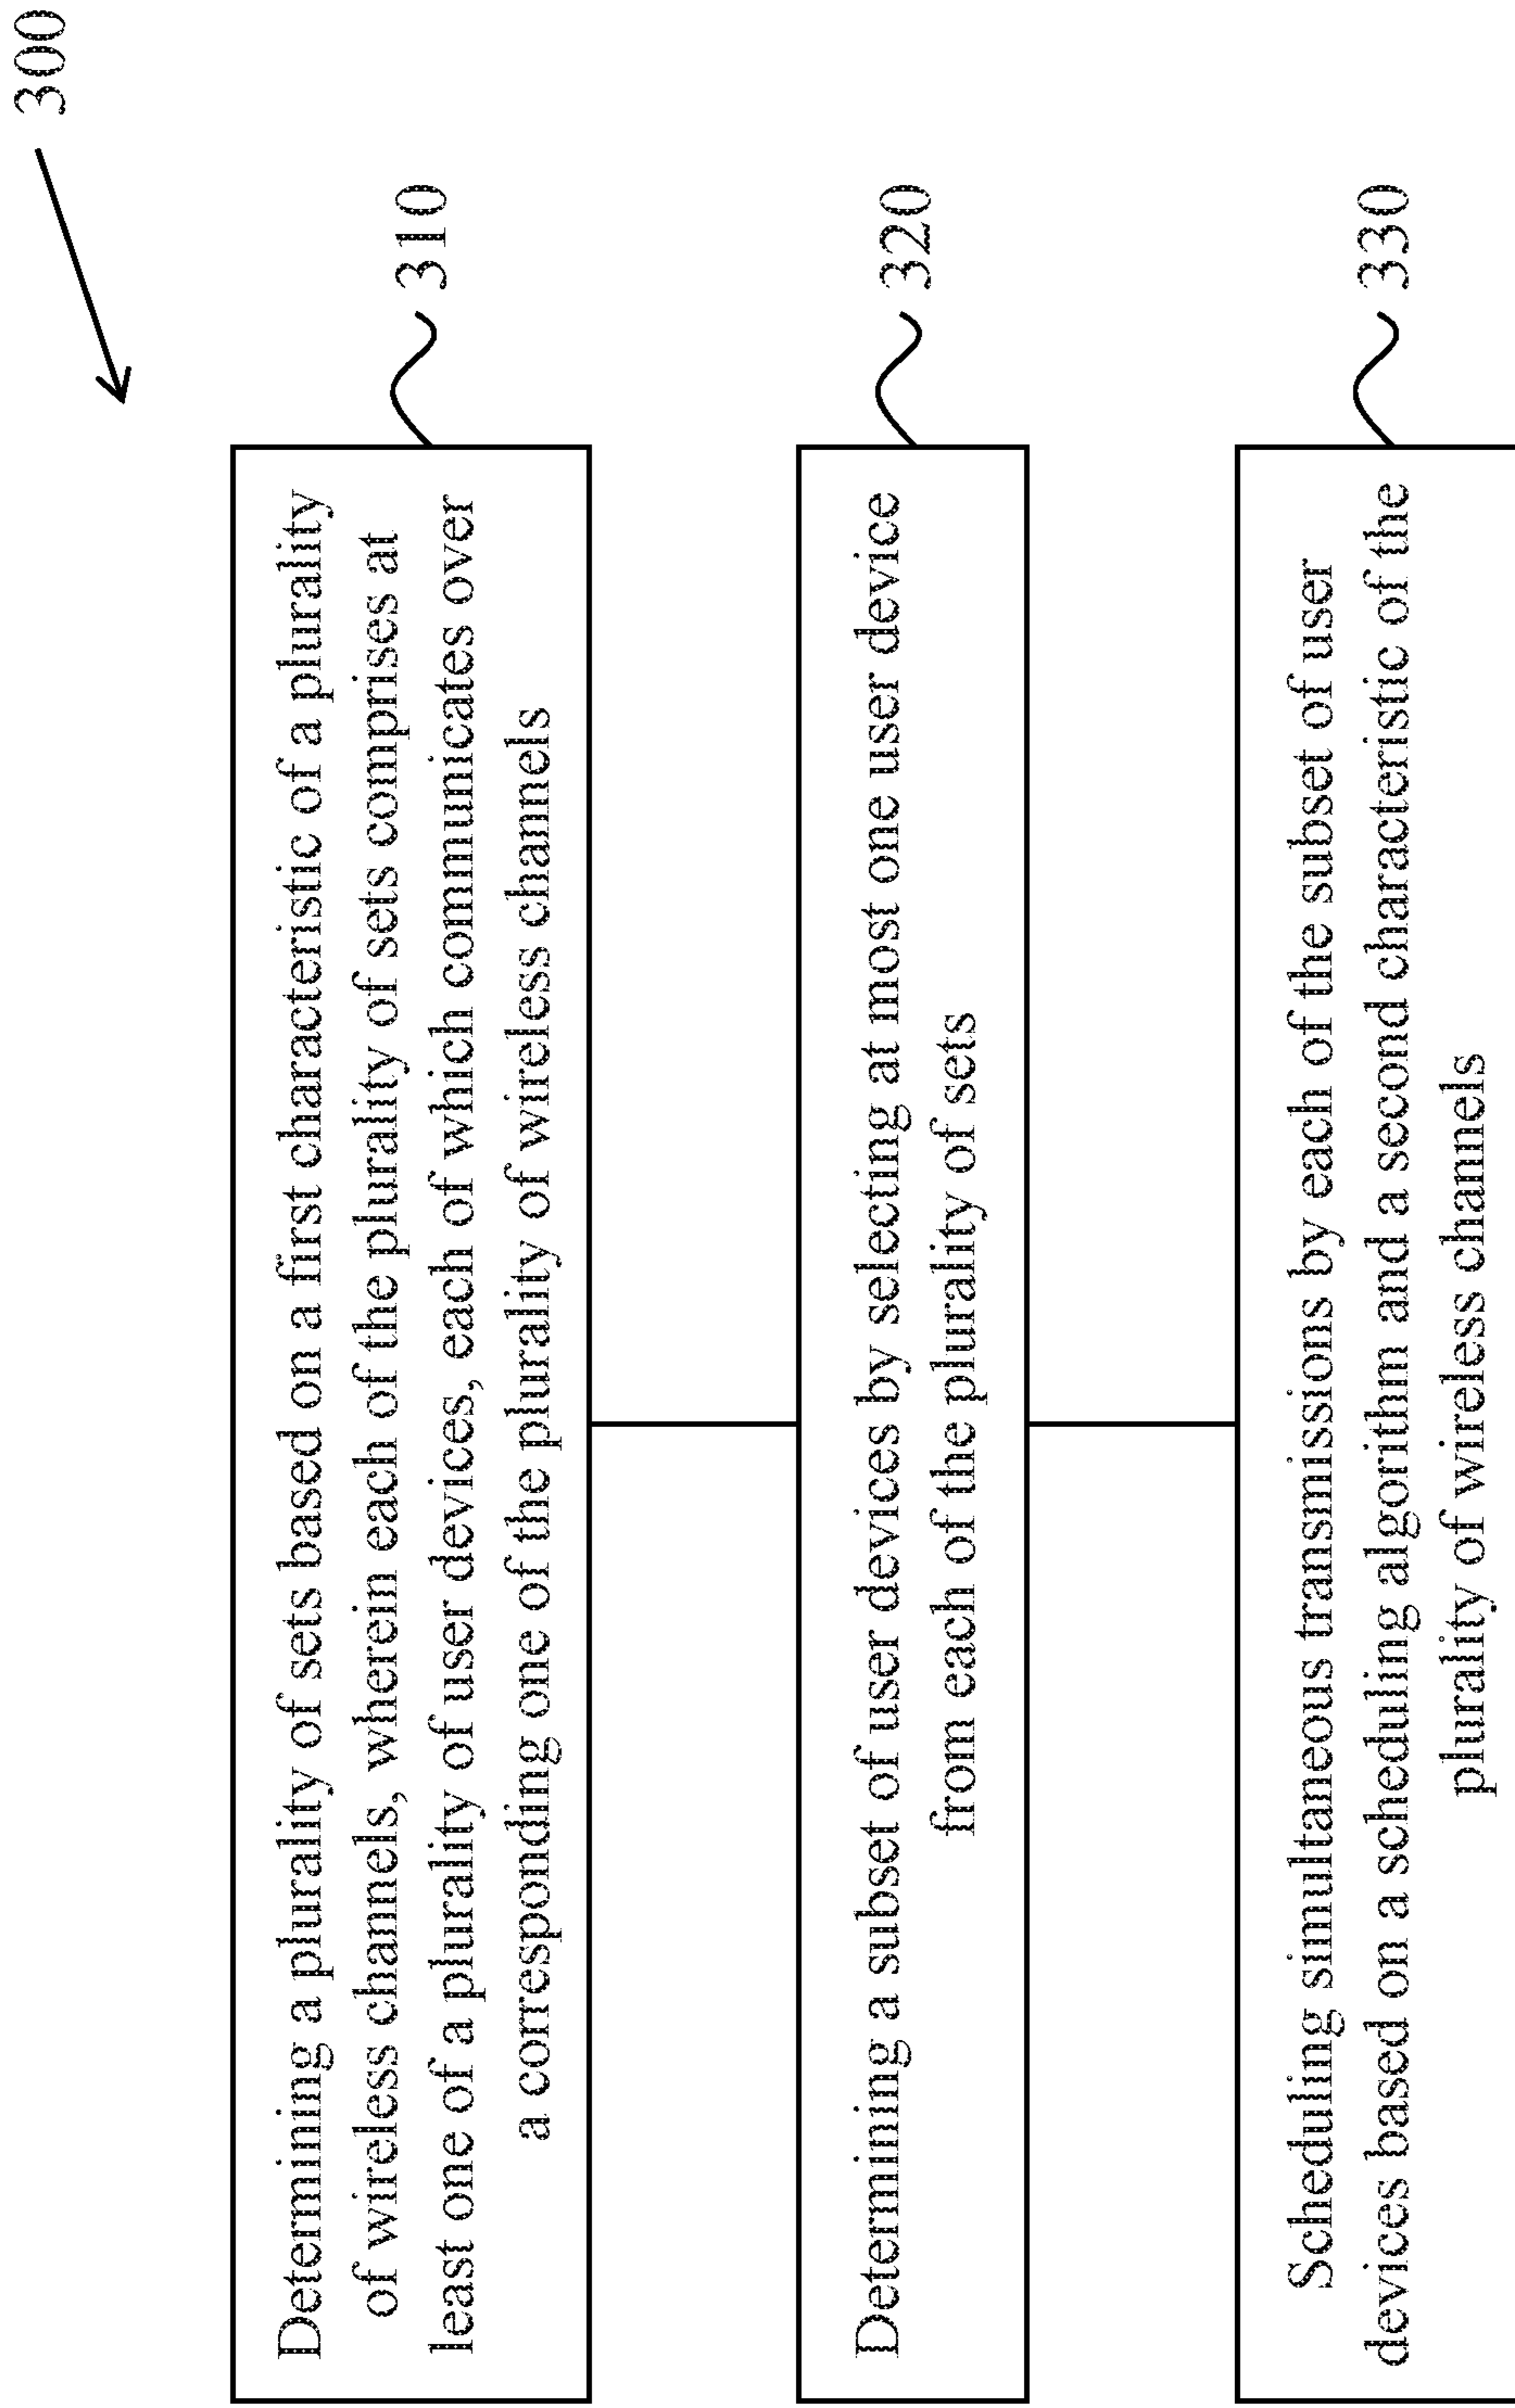 300
Determining a plurality of sets based on a first characteristic of a plurality
of wireless channels, wherein each of the plurality of sets comprises at
least one of a plurality of user devices, each of which communicates over
a corresponding one of the plurality of wireless channels
310
Determining a subset of user devices by selecting at most one user device
from each of the plurality of sets
320
Scheduling simultaneous transmissions by each of the subset of user
devices based on a scheduling algorithm and a second characteristic of the
plurality of wireless channels
330